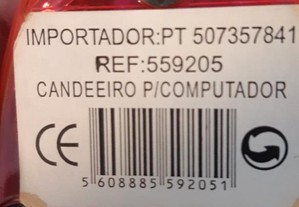 IMPORTADOR:PT 507357841
REF:559205
CANDEEIRO P/COMPUTADOR
CE
5 608885 592051